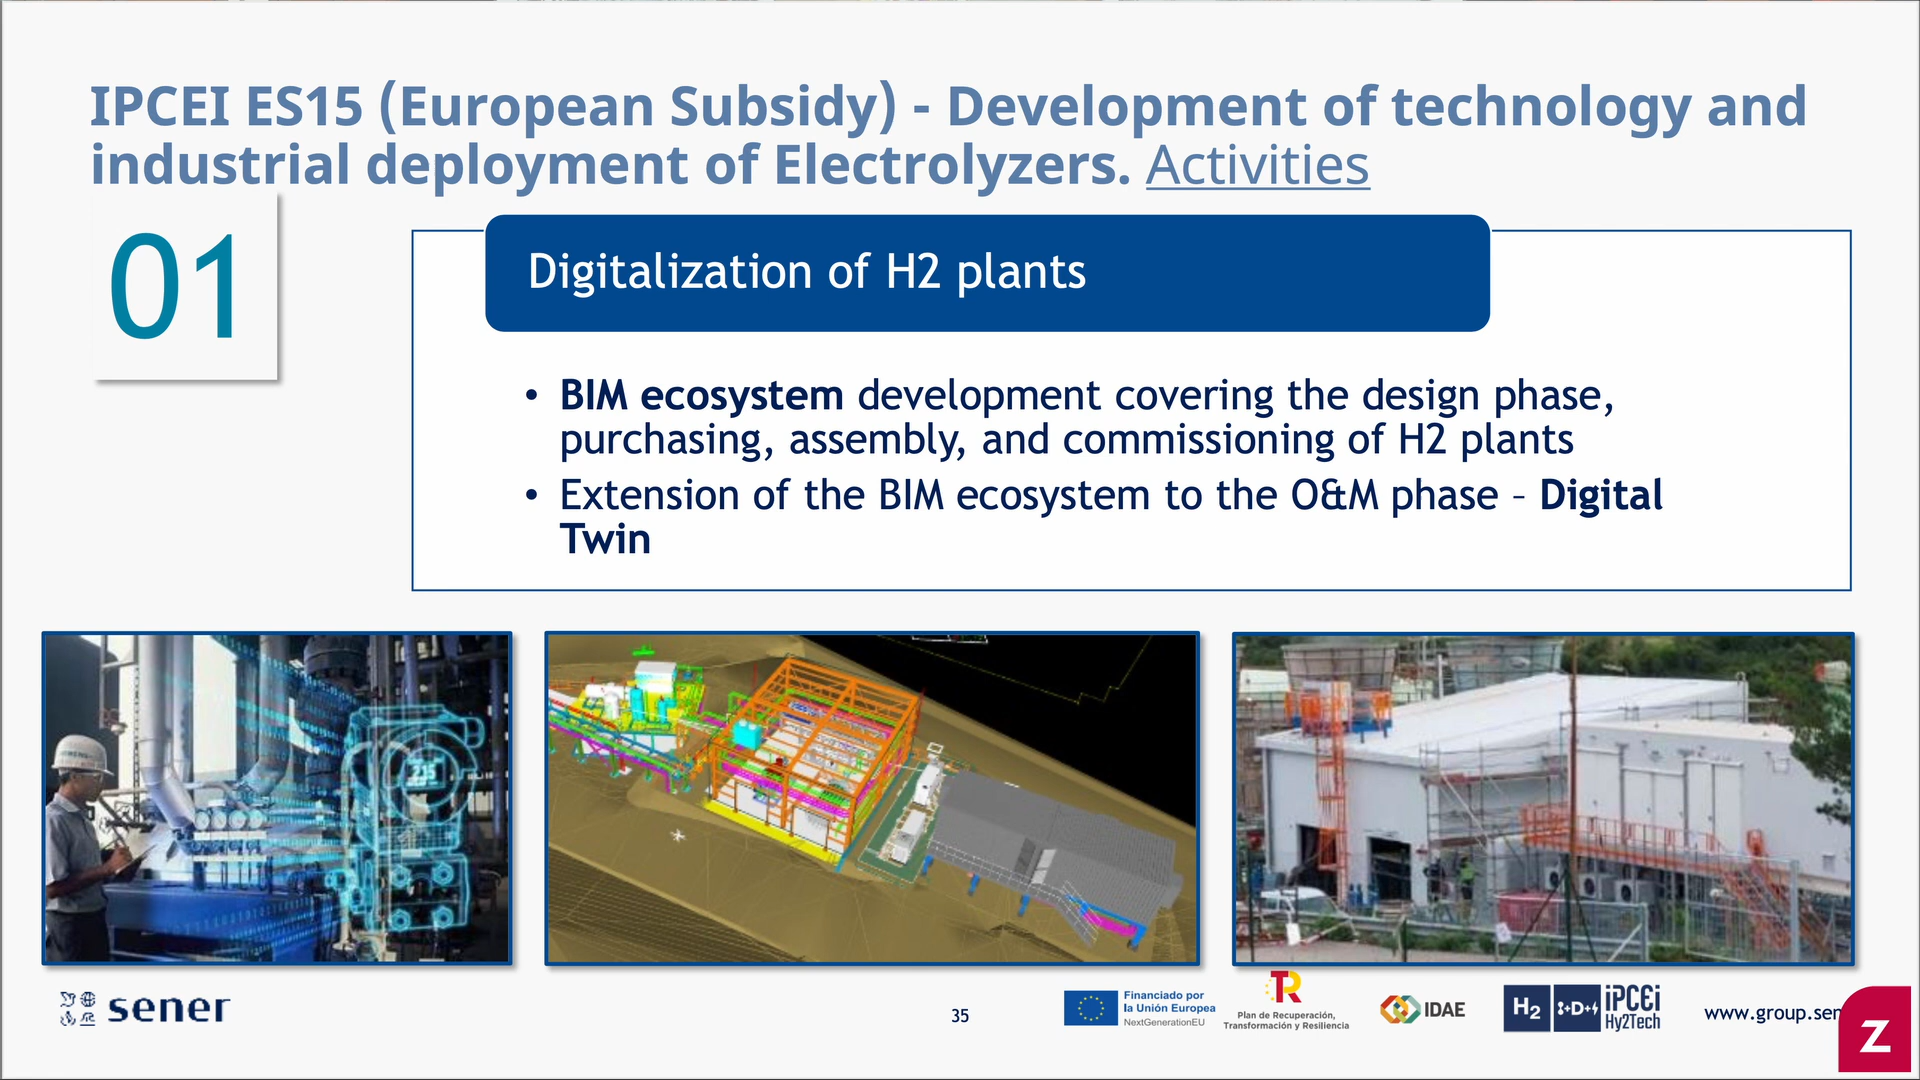 IPCEI ES15 (European Subsidy) - Development of technology and
industrial deployment of Electrolyzers. Activities
01
Digitalization of H2 plants
• BIM ecosystem development covering the design phase,
purchasing, assembly, and commissioning of H2 plants
• Extension of the BIM ecosystem to the O&M phase – Digital
Twin
215
sener
35
Financiado por
la Unión Europea
NextGenerationEU
TR
Plan de Recuperación,
Transformación y Resiliencia
IDAE
H2
I+D+
iPCEi
Hy2Tech
www.group.sen
Z